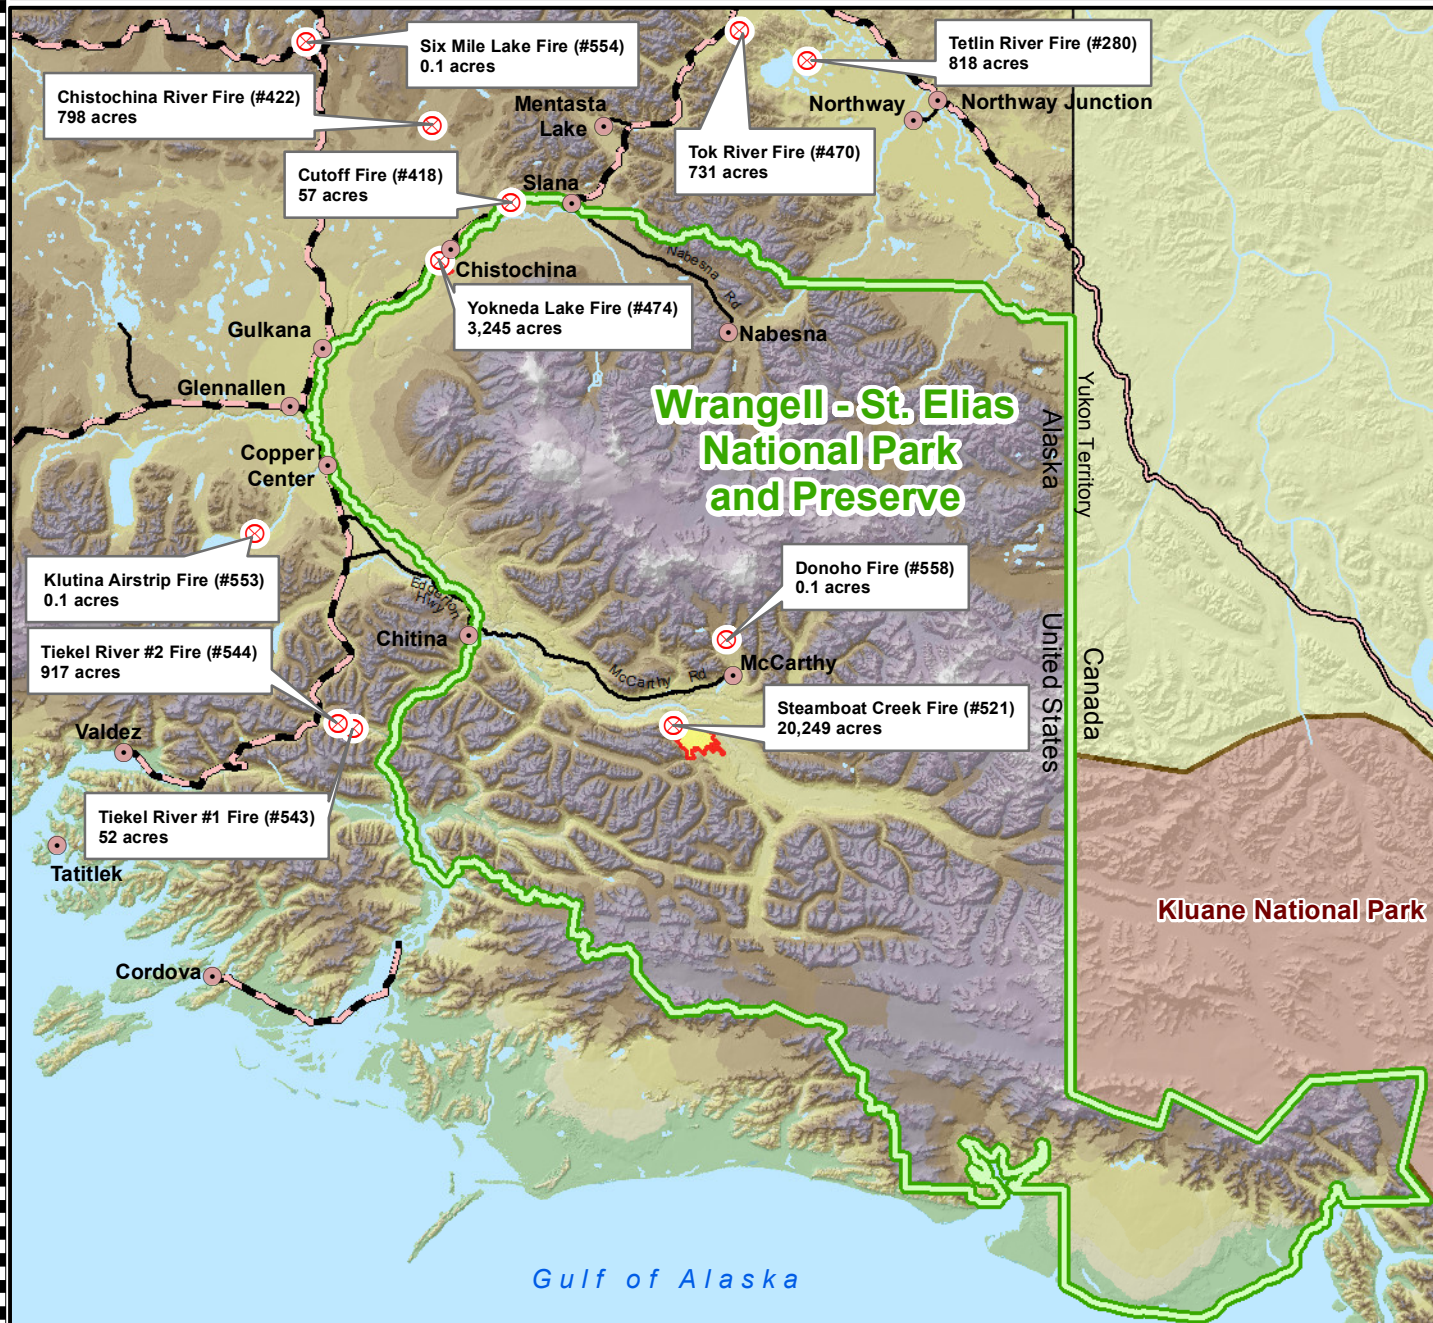 Six Mile Lake Fire (#554)
0.1 acres
Tetlin River Fire (#280)
818 acres
Chistochina River Fire (#422)
798 acres
Mentasta
Lake
Northway
Northway Junction
Tok River Fire (#470)
731 acres
Cutoff Fire (#418)
57 acres
Slana
Chistochina
Nabesna Rd
Yokneda Lake Fire (#474)
3,245 acres
Gulkana
Nabesna
Glennallen
Wrangell - St. Elias
National Park
and Preserve
Alaska
Yukon Territory
Copper
Center
Klutina Airstrip Fire (#553)
0.1 acres
Donoho Fire (#558)
0.1 acres
Edgerton
Hwy
Chitina
United States
Canada
Tiekel River #2 Fire (#544)
917 acres
McCarthy
McCarthy Rd
Steamboat Creek Fire (#521)
20,249 acres
Valdez
Tiekel River #1 Fire (#543)
52 acres
Tatitlek
Kluane National Park
Cordova
Gulf of Alaska